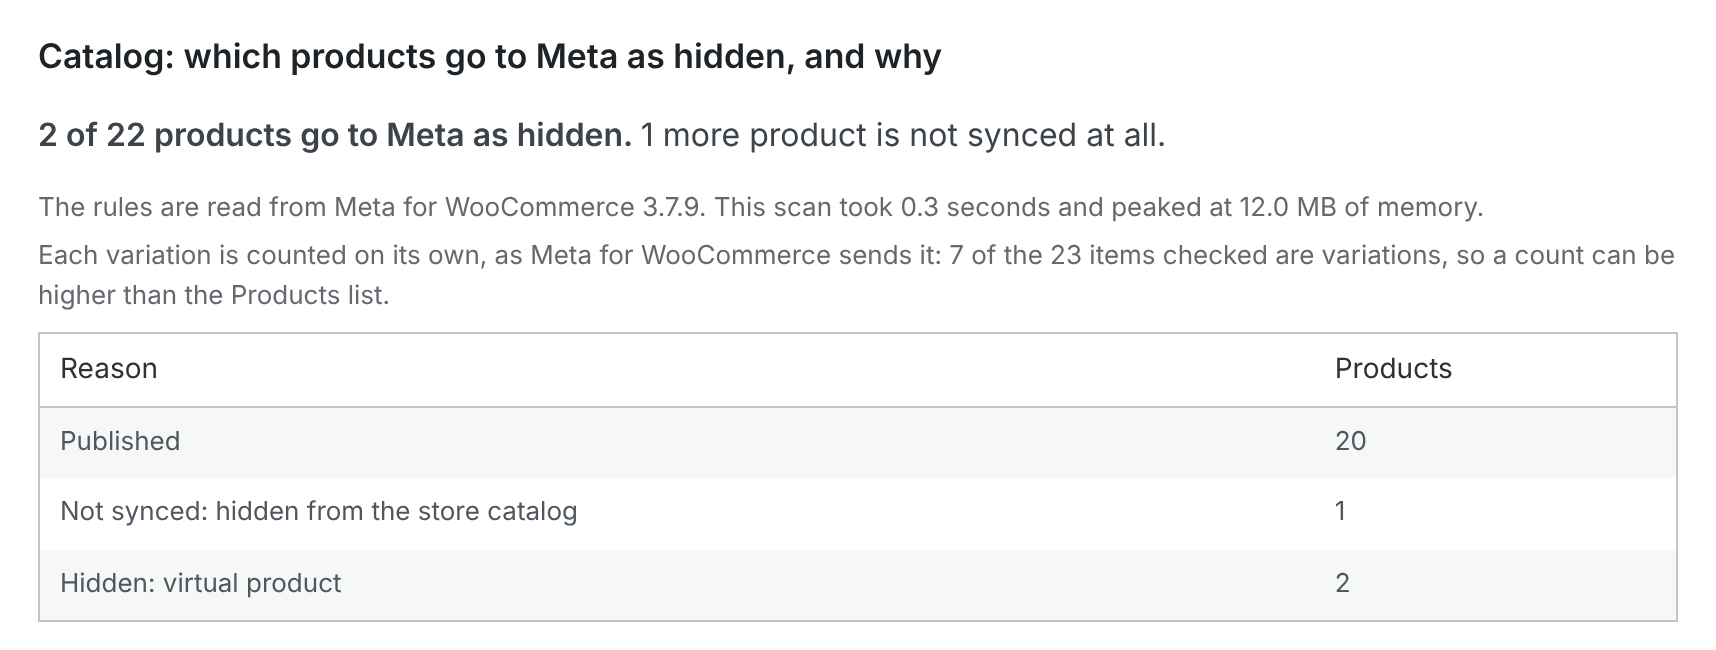 Catalog: which products go to Meta as hidden, and why
2 of 22 products go to Meta as hidden. 1 more product is not synced at all.
The rules are read from Meta for WooCommerce 3.7.9. This scan took 0.3 seconds and peaked at 12.0 MB of memory.
Each variation is counted on its own, as Meta for WooCommerce sends it: 7 of the 23 items checked are variations, so a count can be
higher than the Products list.
Reason Products
Published 20
Not synced: hidden from the store catalog 1
Hidden: virtual product 2